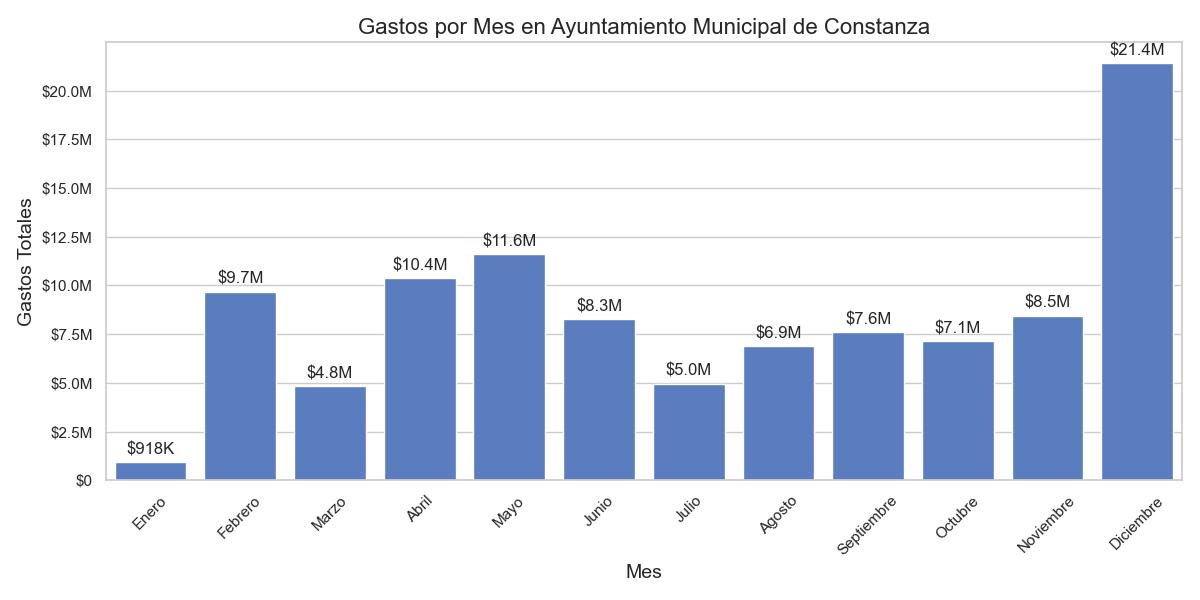 Gastos por Mes en Ayuntamiento Municipal de Constanza
Gastos Totales
$20.0M
$17.5M
$15.0M
$12.5M
$10.0M
$7.5M
$5.0M
$2.5M
$0
$918K
$9.7M
$4.8M
$10.4M
$11.6M
$8.3M
$5.0M
$6.9M
$7.6M
$7.1M
$8.5M
$21.4M
Enero
Febrero
Marzo
Abril
Mayo
Junio
Julio
Agosto
Septiembre
Octubre
Noviembre
Diciembre
Mes